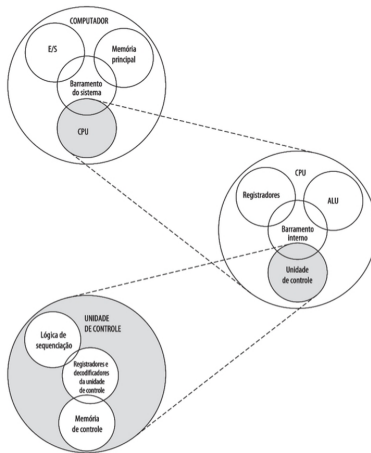 COMPUTADOR
E/S
Memória
principal
Barramento
do sistema
CPU
CPU
Registradores
ALU
Barramento
interno
Unidade
de controle
UNIDADE
DE CONTROLE
Lógica de
sequenciação
Registradores e
decodificadores
da unidade
de controle
Memória
de controle